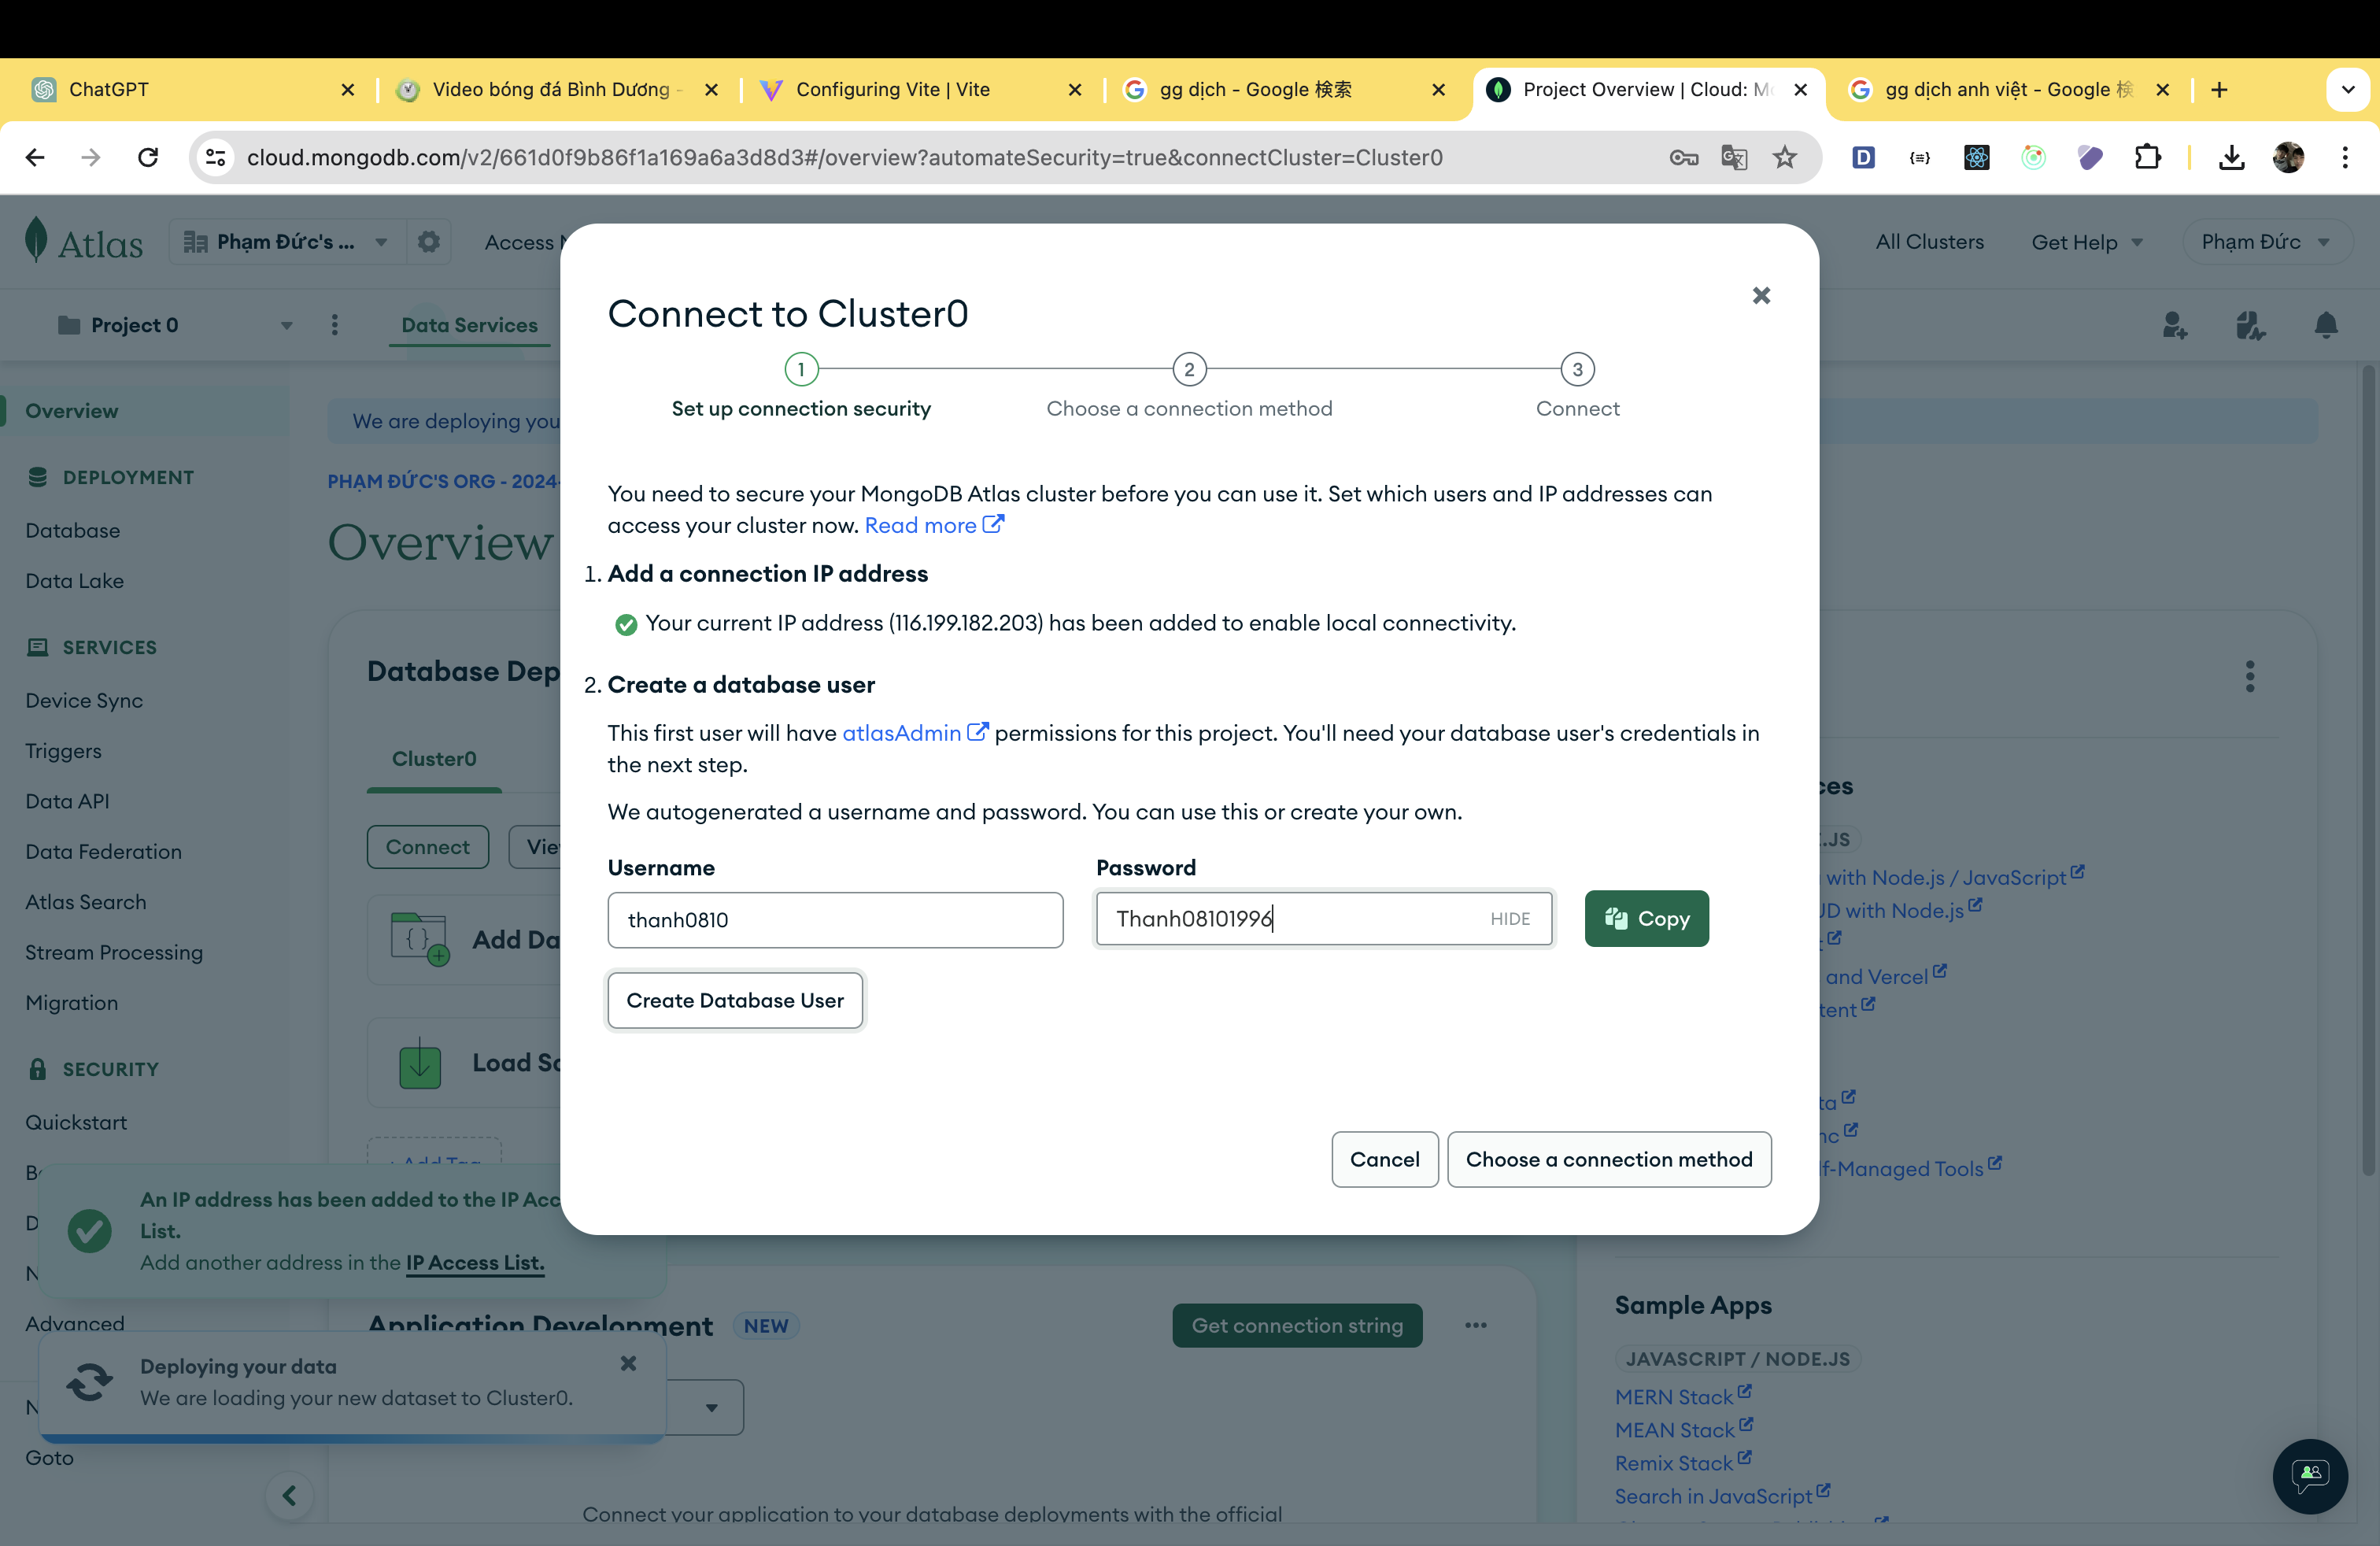 ChatGPT
Video bóng đá Bình Dương -
Configuring Vite | Vite
gg dịch - Google 検索
Project Overview | Cloud: Mo
gg dịch anh việt - Google 検
cloud.mongodb.com/v2/661d0f9b86f1a169a6a3d8d3#/overview?automateSecurity=true&connectCluster=Cluster0
Atlas
Phạm Đức's ...
Access
All Clusters
Get Help
Phạm Đức
Project 0
Data Services
Overview
DEPLOYMENT
Database
Data Lake
SERVICES
Device Sync
Triggers
Data API
Data Federation
Atlas Search
Stream Processing
Migration
SECURITY
Quickstart
Advanced
Goto
We are deploying you
PHẠM ĐỨC'S ORG - 2024-
Overview
Database Dep
Cluster0
Connect
Vie
Add Da
Load Sa
+ Add Tag
Connect to Cluster0
1
2
3
Set up connection security
Choose a connection method
Connect
You need to secure your MongoDB Atlas cluster before you can use it. Set which users and IP addresses can
access your cluster now. Read more
1. Add a connection IP address
Your current IP address (116.199.182.203) has been added to enable local connectivity.
2. Create a database user
This first user will have atlasAdmin permissions for this project. You'll need your database user's credentials in
the next step.
We autogenerated a username and password. You can use this or create your own.
Username
Password
thanh0810
Thanh08101996
HIDE
Copy
Create Database User
Cancel
Choose a connection method
An IP address has been added to the IP Acc
List.
Add another address in the IP Access List.
Deploying your data
We are loading your new dataset to Cluster0.
Application Development
NEW
Get connection string
Connect your application to your database deployments with the official
ces
.JS
with Node.js / JavaScript
UD with Node.js
and Vercel
tent
ta
nc
lf-Managed Tools
Sample Apps
JAVASCRIPT / NODE.JS
MERN Stack
MEAN Stack
Remix Stack
Search in JavaScript